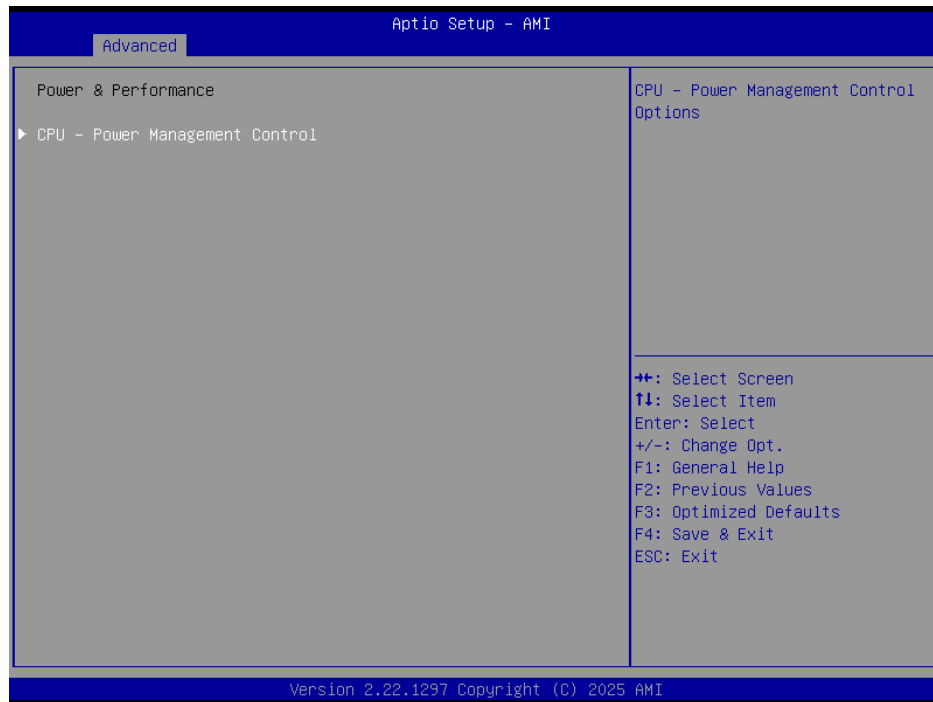 Aptio Setup – AMI
Advanced
Power & Performance
▶ CPU – Power Management Control
CPU – Power Management Control
Options
→←: Select Screen
↑↓: Select Item
Enter: Select
+/-: Change Opt.
F1: General Help
F2: Previous Values
F3: Optimized Defaults
F4: Save & Exit
ESC: Exit
Version 2.22.1297 Copyright (C) 2025 AMI